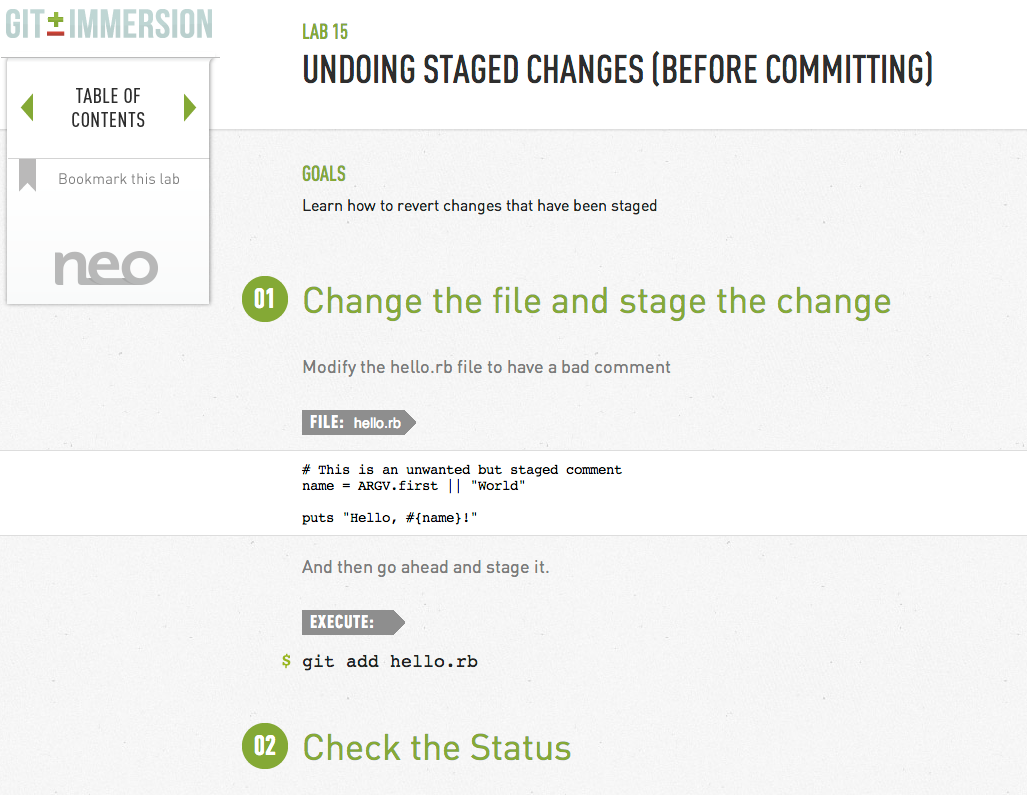 GIT±IMMERSION
TABLE OF
CONTENTS
Bookmark this lab
neo
LAB 15
UNDOING STAGED CHANGES (BEFORE COMMITTING)
GOALS
Learn how to revert changes that have been staged
01 Change the file and stage the change
Modify the hello.rb file to have a bad comment
FILE: hello.rb
# This is an unwanted but staged comment
name = ARGV.first || "World"
puts "Hello, #{name}!"
And then go ahead and stage it.
EXECUTE:
$ git add hello.rb
02 Check the Status